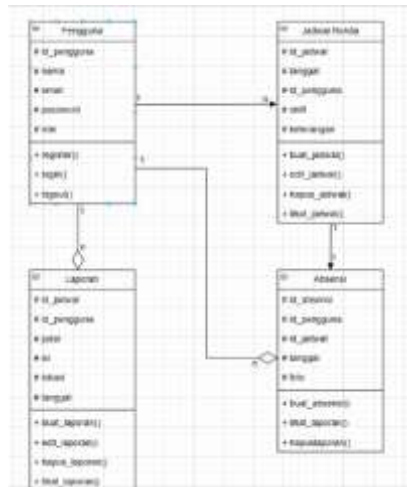 Pengguna
# id_pengguna
# nama
# email
# password
# role
+ register()
+ login()
+ logout()
Jadwal Ronda
# id_jadwal
# tanggal
# id_pengguna
# shift
# keterangan
+ buat_jadwal()
+ edit_jadwal()
+ hapus_jadwal()
+ lihat_jadwal()
Laporan
# id_jadwal
# id_pengguna
# judul
# isi
# lokasi
# tanggal
+ buat_laporan()
+ edit_laporan()
+ hapus_laporan()
+ lihat_laporan()
Absensi
# id_absensi
# id_pengguna
# id_jadwal
# tanggal
# foto
+ buat_absensi()
+ lihat_laporan()
+ hapuslaporan()